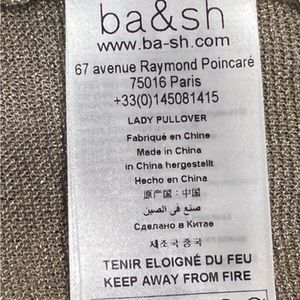 ba&sh
www.ba-sh.com
67 avenue Raymond Poincaré
75016 Paris
+33(0)145081415
LADY PULLOVER
Fabriqué en Chine
Made in China
in China hergestellt
Hecho en China
原产国：中国
صنع في الصين
Сделано в Китае
제조국 중국
TENIR ELOIGNÉ DU FEU
KEEP AWAY FROM FIRE